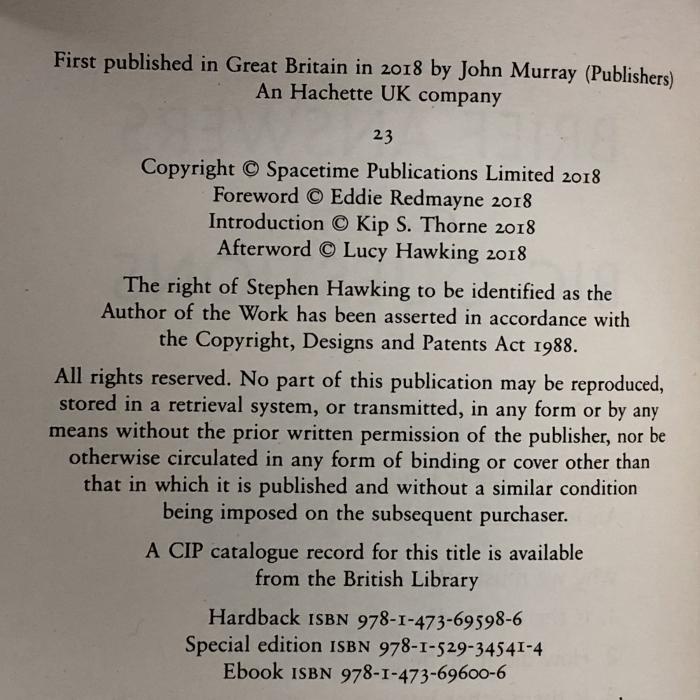 First published in Great Britain in 2018 by John Murray (Publishers)
An Hachette UK company
23
Copyright © Spacetime Publications Limited 2018
Foreword © Eddie Redmayne 2018
Introduction © Kip S. Thorne 2018
Afterword © Lucy Hawking 2018
The right of Stephen Hawking to be identified as the
Author of the Work has been asserted in accordance with
the Copyright, Designs and Patents Act 1988.
All rights reserved. No part of this publication may be reproduced,
stored in a retrieval system, or transmitted, in any form or by any
means without the prior written permission of the publisher, nor be
otherwise circulated in any form of binding or cover other than
that in which it is published and without a similar condition
being imposed on the subsequent purchaser.
A CIP catalogue record for this title is available
from the British Library
Hardback ISBN 978-1-473-69598-6
Special edition ISBN 978-1-529-34541-4
Ebook ISBN 978-1-473-69600-6